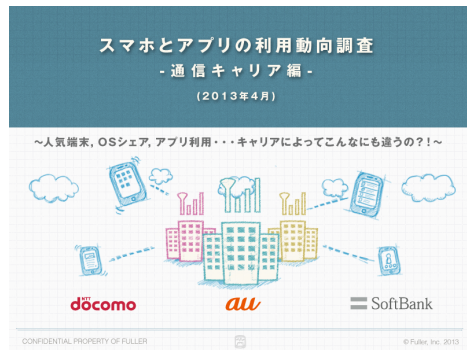 スマホとアプリの利用動向調査
-通信キャリア編-
(2013年4月)
～人気端末, OSシェア, アプリ利用・・・キャリアによってこんなにも違うの？！～
NTT
docomo
au
SoftBank
CONFIDENTIAL PROPERTY OF FULLER
© Fuller, Inc. 2013